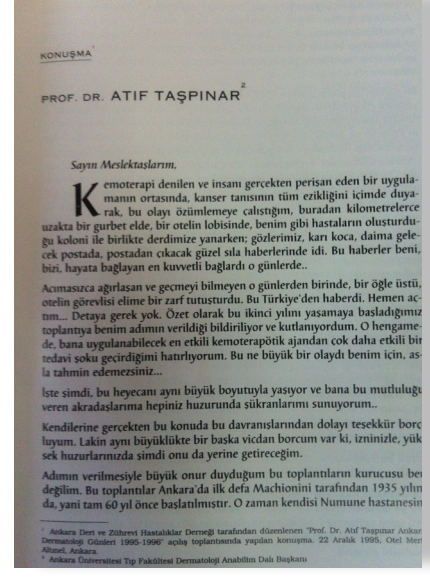 KONUŞMA¹
PROF. DR. ATIF TAŞPINAR²
Sayın Meslektaşlarım,
Kemoterapi denilen ve insanı gerçekten perişan eden bir uygula-
manın ortasında, kanser tanısının tüm ezikliğini içimde duya-
rak, bu olayı özümlemeye çalıştığım, buradan kilometrelerce
uzakta bir gurbet elde, bir otelin lobisinde, benim gibi hastaların oluşturdu-
ğu koloni ile birlikte derdimize yanarken; gözlerimiz, karı koca, daima gele-
cek postada, postadan çıkacak güzel sıla haberlerinde idi. Bu haberler beni,
bizi, hayata bağlayan en kuvvetli bağlardı o günlerde..
Acımasızca ağırlaşan ve geçmeyi bilmeyen o günlerden birinde, bir öğle üstü,
otelin görevlisi elime bir zarf tutuşturdu. Bu Türkiye'den haberdi. Hemen aç-
tım... Detaya gerek yok. Özet olarak bu ikinci yılını yaşamaya başladığımız
toplantıya benim adımın verildiği bildiriliyor ve kutlanıyordum. O hengame-
de, bana uygulanabilecek en etkili kemoterapötik ajandan çok daha etkili bir
tedavi şoku geçirdiğimi hatırlıyorum. Bu ne büyük bir olaydı benim için, as-
la tahmin edemezsiniz...
İşte şimdi, bu heyecanı aynı büyük boyutuyla yaşıyor ve bana bu mutluluğu
veren akradaşlarıma hepiniz huzurunda şükranlarımı sunuyorum..
Kendilerine gerçekten bu konuda bu davranışlarından dolayı teşekkür borç
luyum. Lakin aynı büyüklükte bir başka vicdan borcum var ki, izninizle, yük
sek huzurlarınızda şimdi onu da yerine getireceğim.
Adımın verilmesiyle büyük onur duyduğum bu toplantıların kurucusu ben
değilim. Bu toplantılar Ankara'da ilk defa Machionini tarafından 1935 yılın
da, yani tam 60 yıl önce başlatılmıştır. O zaman kendisi Numune hastanesin
¹ Ankara Deri ve Zührevi Hastalıklar Derneği tarafından düzenlenen "Prof. Dr. Atıf Taşpınar Ankar
Dermatoloji Günleri 1995-1996" açılış toplantısında yapılan konuşma. 22 Aralık 1995, Otel Mer
Altınel, Ankara.
² Ankara Üniversitesi Tıp Fakültesi Dermatoloji Anabilim Dalı Başkanı